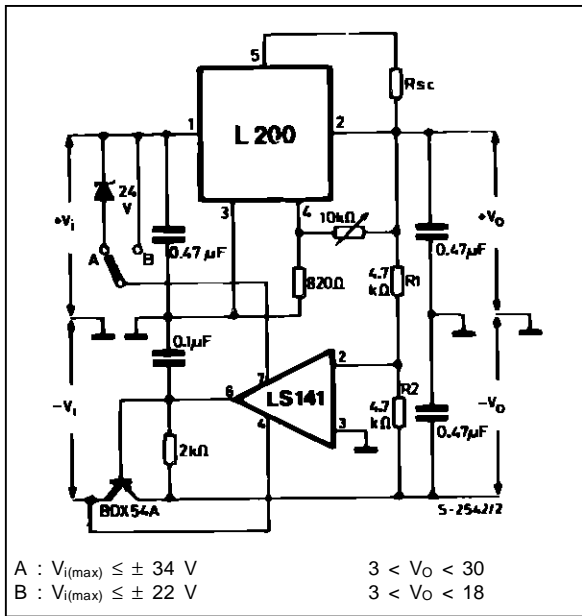 5
Rsc
1
L 200
2
3
4
10kΩ
24
V
+Vi
A
B
0.47 µF
820Ω
4.7
kΩ
R1
0.47µF
+Vo
0.1µF
7
2
6
LS141
4
3
R2
4.7
kΩ
0.47µF
-Vi
-Vo
2kΩ
BDX54A
S-2542/2
A : Vi(max) ≤ ± 34 V 3 < VO < 30
B : Vi(max) ≤ ± 22 V 3 < VO < 18